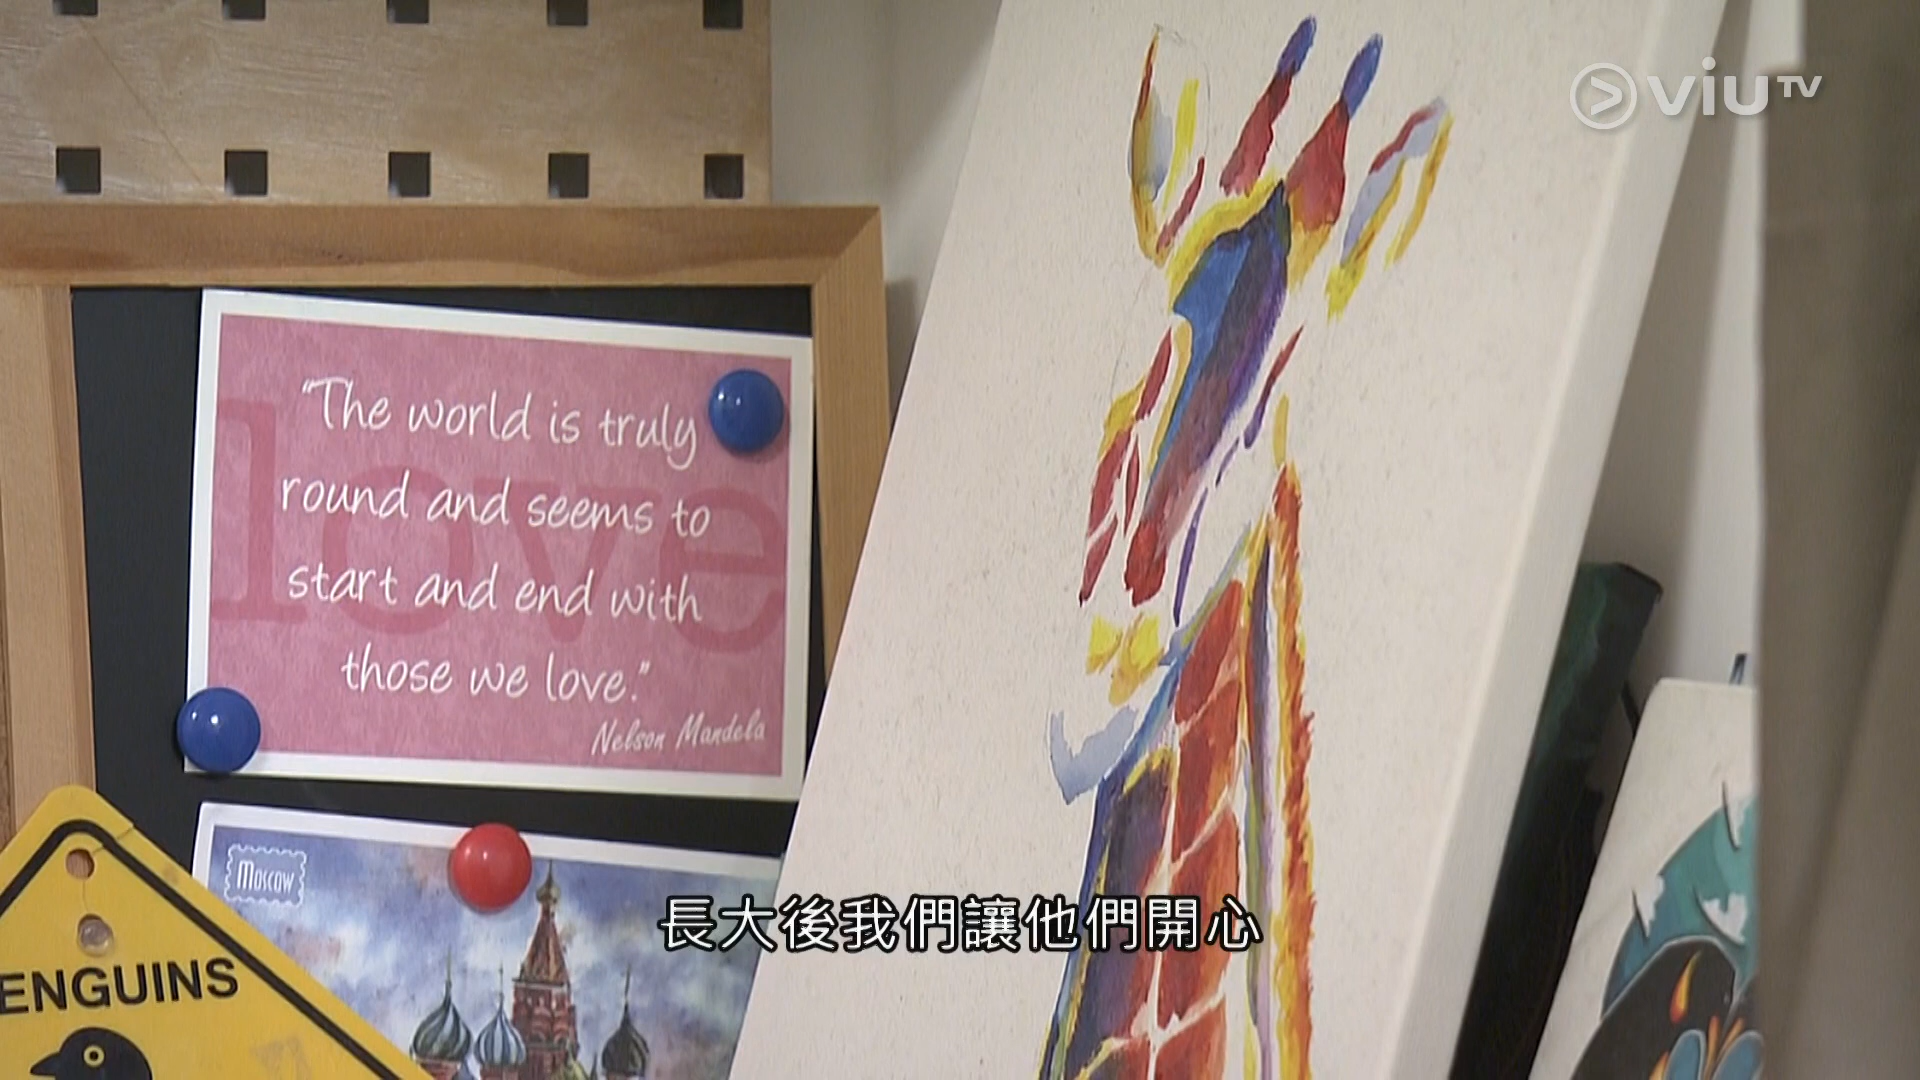 viu TV
love
“The world is truly
round and seems to
start and end with
those we love.”
Nelson Mandela
Moscow
ENGUINS
長大後我們讓他們開心